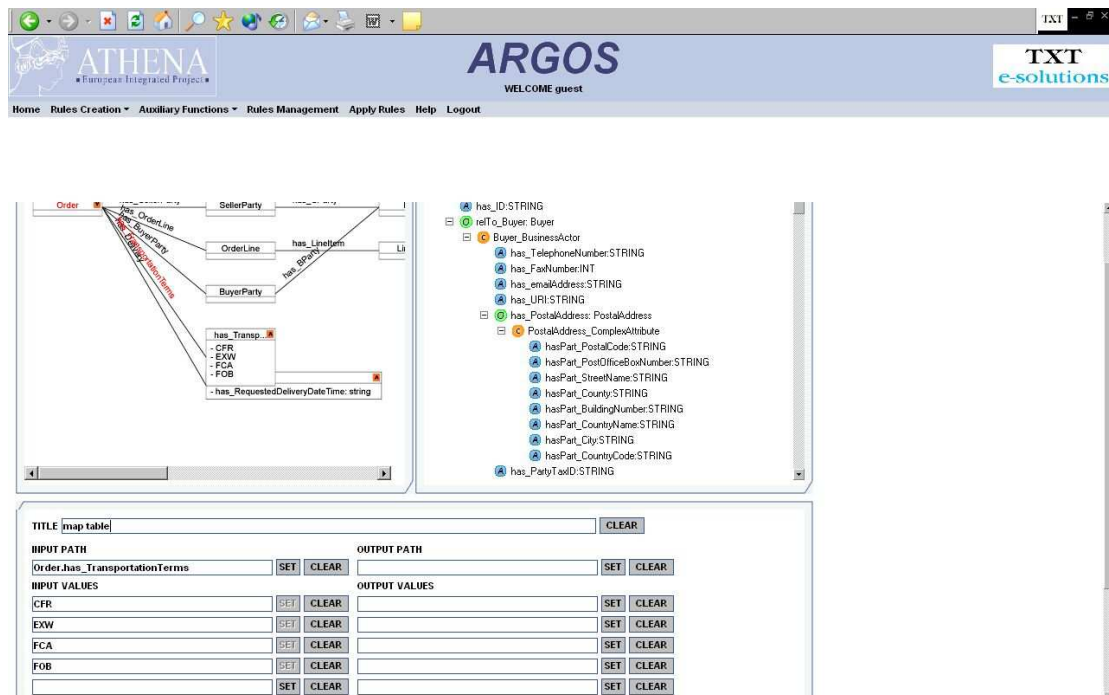 TXT
ATHENA
European Integrated Project
ARGOS
WELCOME guest
TXT
e-solutions
Home Rules Creation Auxiliary Functions Rules Management Apply Rules Help Logout
Order
SellerParty
has_OrderLine
has_BuyerParty
has_TransportationTerms
OrderLine
has_LineItem
Li
has_BParty
BuyerParty
has_Transp...
- CFR
- EXW
- FCA
- FOB
- has_RequestedDeliveryDateTime: string
has_ID:STRING
relTo_Buyer: Buyer
Buyer_BusinessActor
has_TelephoneNumber:STRING
has_FaxNumber:INT
has_emailAddress:STRING
has_URI:STRING
has_PostalAddress: PostalAddress
PostalAddress_ComplexAttribute
hasPart_PostalCode:STRING
hasPart_PostOfficeBoxNumber:STRING
hasPart_StreetName:STRING
hasPart_County:STRING
hasPart_BuildingNumber:STRING
hasPart_CountryName:STRING
hasPart_City:STRING
hasPart_CountryCode:STRING
has_PartyTaxID:STRING
TITLE map table CLEAR
INPUT PATH OUTPUT PATH
Order.has_TransportationTerms SET CLEAR SET CLEAR
INPUT VALUES OUTPUT VALUES
CFR SET CLEAR SET CLEAR
EXW SET CLEAR SET CLEAR
FCA SET CLEAR SET CLEAR
FOB SET CLEAR SET CLEAR
SET CLEAR SET CLEAR